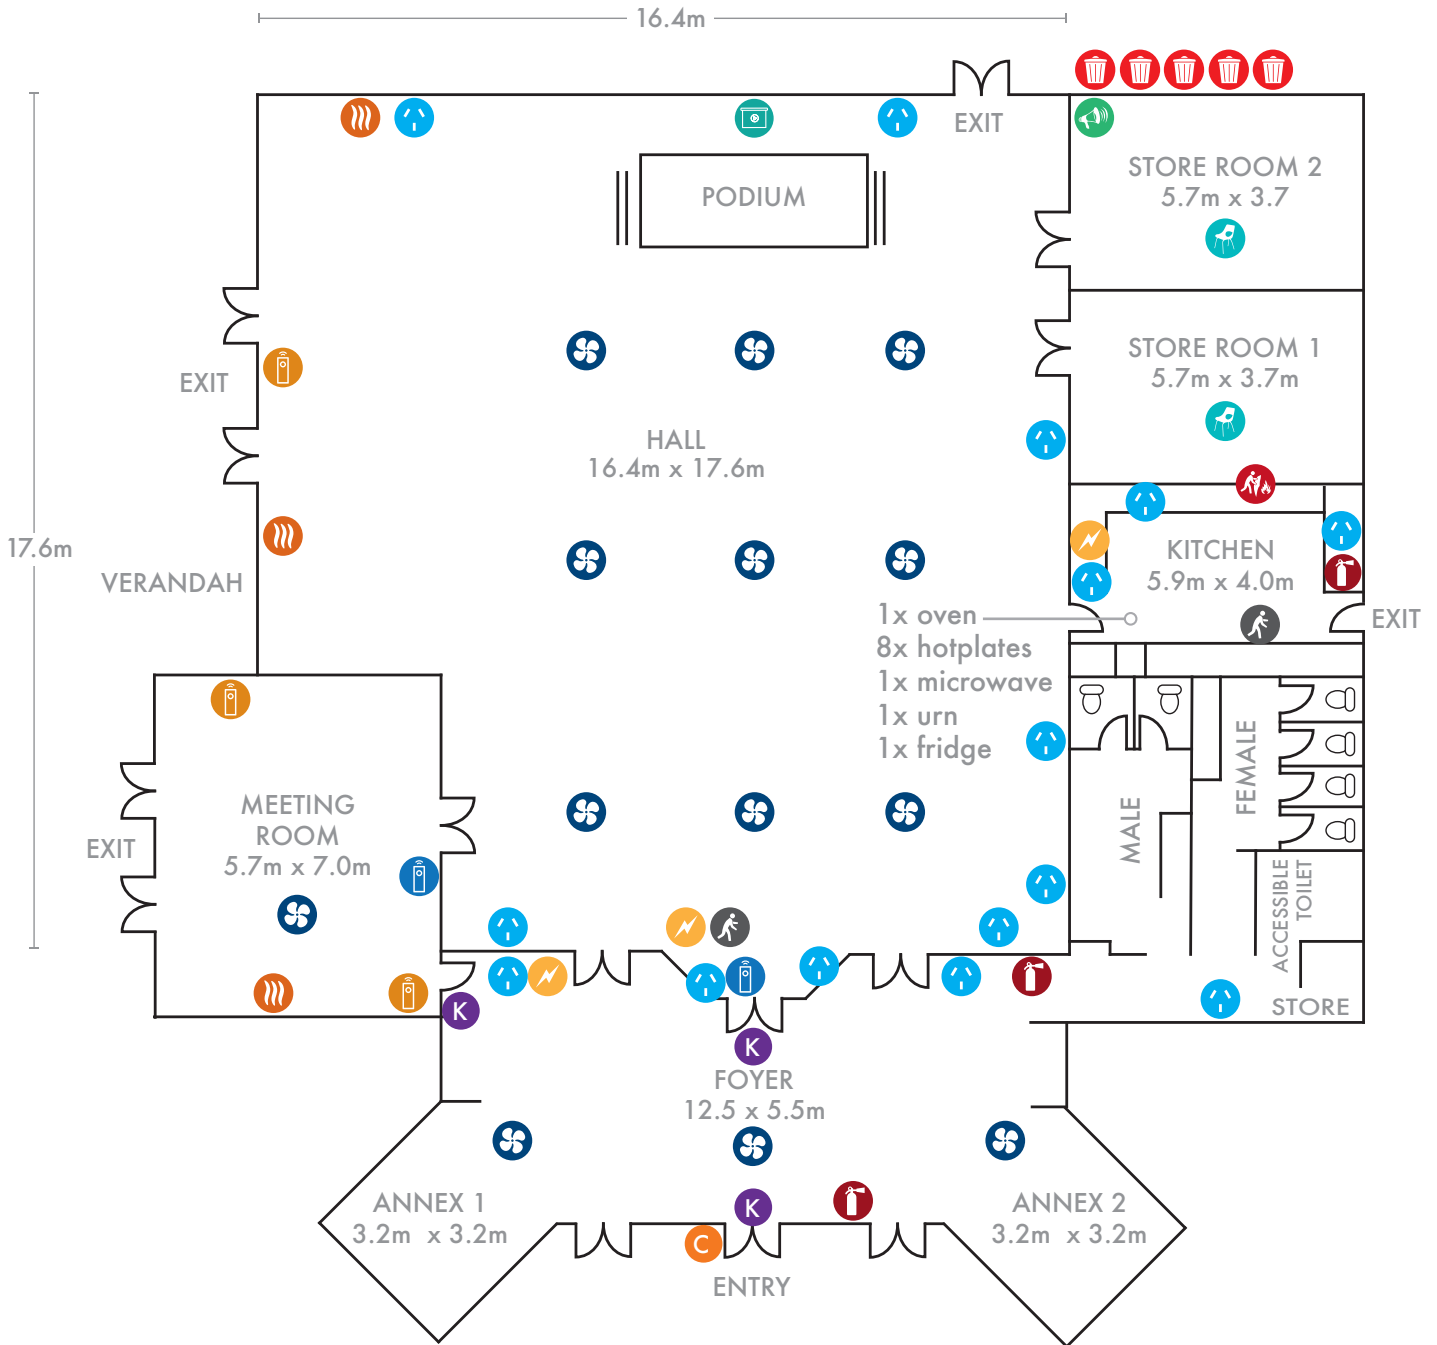 16.4m
EXIT
STORE ROOM 2
5.7m x 3.7
PODIUM
STORE ROOM 1
5.7m x 3.7m
EXIT
HALL
16.4m x 17.6m
17.6m
VERANDAH
KITCHEN
5.9m x 4.0m
1x oven
8x hotplates
1x microwave
1x urn
1x fridge
EXIT
MEETING
ROOM
5.7m x 7.0m
EXIT
MALE
FEMALE
ACCESSIBLE
TOILET
STORE
K
K
FOYER
12.5 x 5.5m
ANNEX 1
3.2m x 3.2m
K
ANNEX 2
3.2m x 3.2m
C
ENTRY